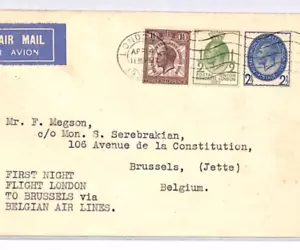 AIR MAIL
AVION
LONDON
Mr. F. Megson,
c/o Mon. S. Serebrakian,
106 Avenue de la Constitution,
Brussels, (Jette)
Belgium.
FIRST NIGHT
FLIGHT LONDON
TO BRUSSELS via
BELGIAN AIR LINES.